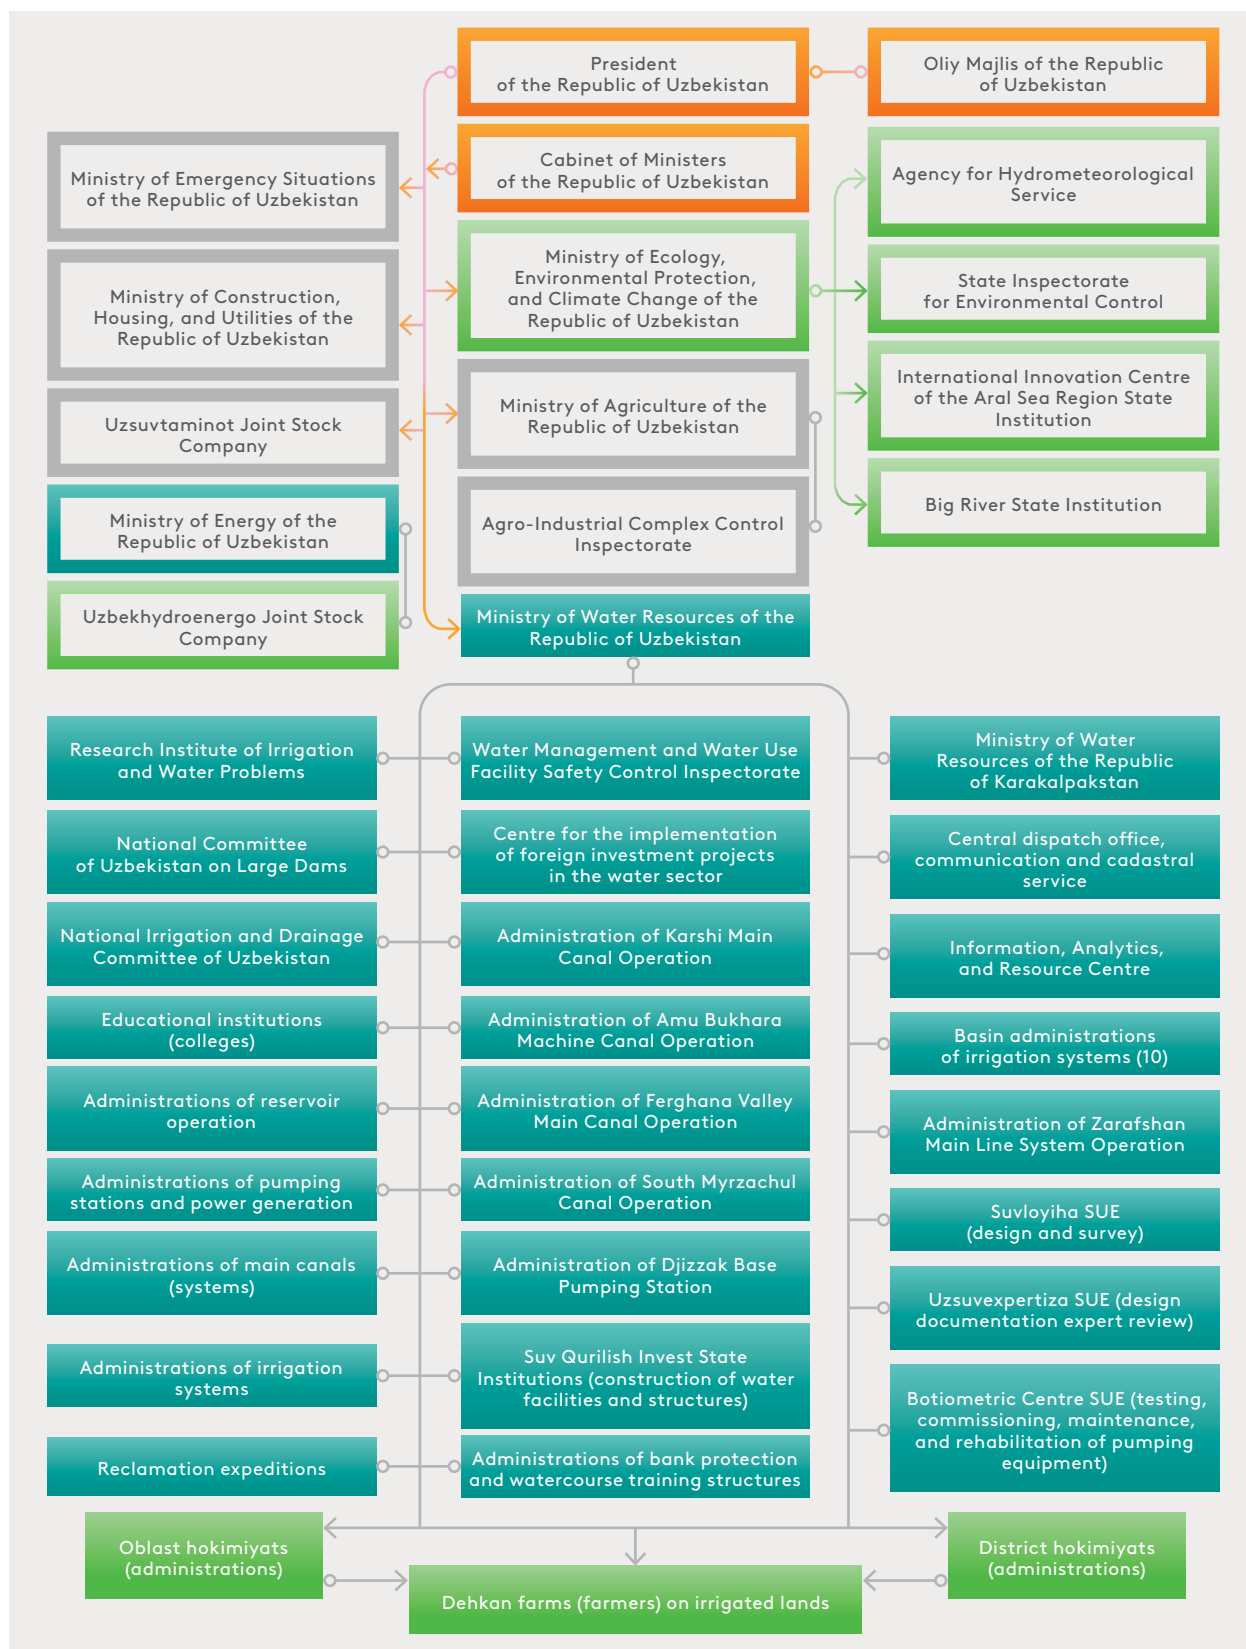 President
of the Republic of Uzbekistan
Oliy Majlis of the Republic
of Uzbekistan
Cabinet of Ministers
of the Republic of Uzbekistan
Ministry of Emergency Situations
of the Republic of Uzbekistan
Agency for Hydrometeorological
Service
Ministry of Ecology,
Environmental Protection,
and Climate Change of the
Republic of Uzbekistan
State Inspectorate
for Environmental Control
Ministry of Construction,
Housing, and Utilities of the
Republic of Uzbekistan
International Innovation Centre
of the Aral Sea Region State
Institution
Ministry of Agriculture of the
Republic of Uzbekistan
Uzsuvtaminot Joint Stock
Company
Big River State Institution
Ministry of Energy of the
Republic of Uzbekistan
Agro-Industrial Complex Control
Inspectorate
Uzbekhydroenergo Joint Stock
Company
Ministry of Water Resources of the
Republic of Uzbekistan
Research Institute of Irrigation
and Water Problems
Water Management and Water Use
Facility Safety Control Inspectorate
Ministry of Water
Resources of the Republic
of Karakalpakstan
National Committee
of Uzbekistan on Large Dams
Centre for the implementation
of foreign investment projects
in the water sector
Central dispatch office,
communication and cadastral
service
National Irrigation and Drainage
Committee of Uzbekistan
Administration of Karshi Main
Canal Operation
Information, Analytics,
and Resource Centre
Educational institutions
(colleges)
Administration of Amu Bukhara
Machine Canal Operation
Basin administrations
of irrigation systems (10)
Administrations of reservoir
operation
Administration of Ferghana Valley
Main Canal Operation
Administration of Zarafshan
Main Line System Operation
Administrations of pumping
stations and power generation
Administration of South Myrzachul
Canal Operation
Suvloyiha SUE
(design and survey)
Administrations of main canals
(systems)
Administration of Djizzak Base
Pumping Station
Uzsuvexpertiza SUE (design
documentation expert review)
Administrations of irrigation
systems
Suv Qurilish Invest State
Institutions (construction of water
facilities and structures)
Botiometric Centre SUE (testing,
commissioning, maintenance,
and rehabilitation of pumping
equipment)
Reclamation expeditions
Administrations of bank protection
and watercourse training structures
Oblast hokimiyats
(administrations)
District hokimiyats
(administrations)
Dehkan farms (farmers) on irrigated lands